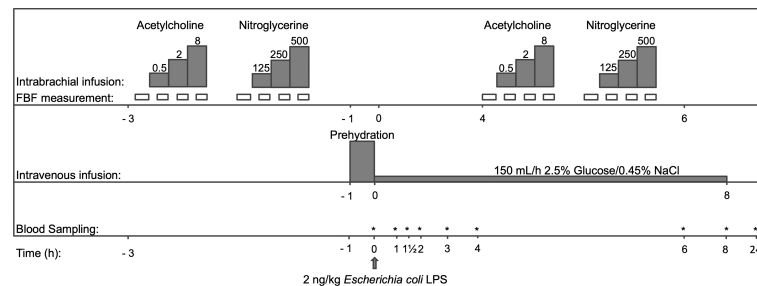 Acetylcholine Nitroglycerine Acetylcholine Nitroglycerine
0.5 2 8 125 250 500 0.5 2 8 125 250 500
Intrabrachial infusion:
FBF measurement:
- 3 - 1 0 4 6
Prehydration
Intravenous infusion: 150 mL/h 2.5% Glucose/0.45% NaCl
- 1 0 8
Blood Sampling: * * * * * * * * *
Time (h): - 3 - 1 0 1 1½ 2 3 4 6 8
2 ng/kg Escherichia coli LPS